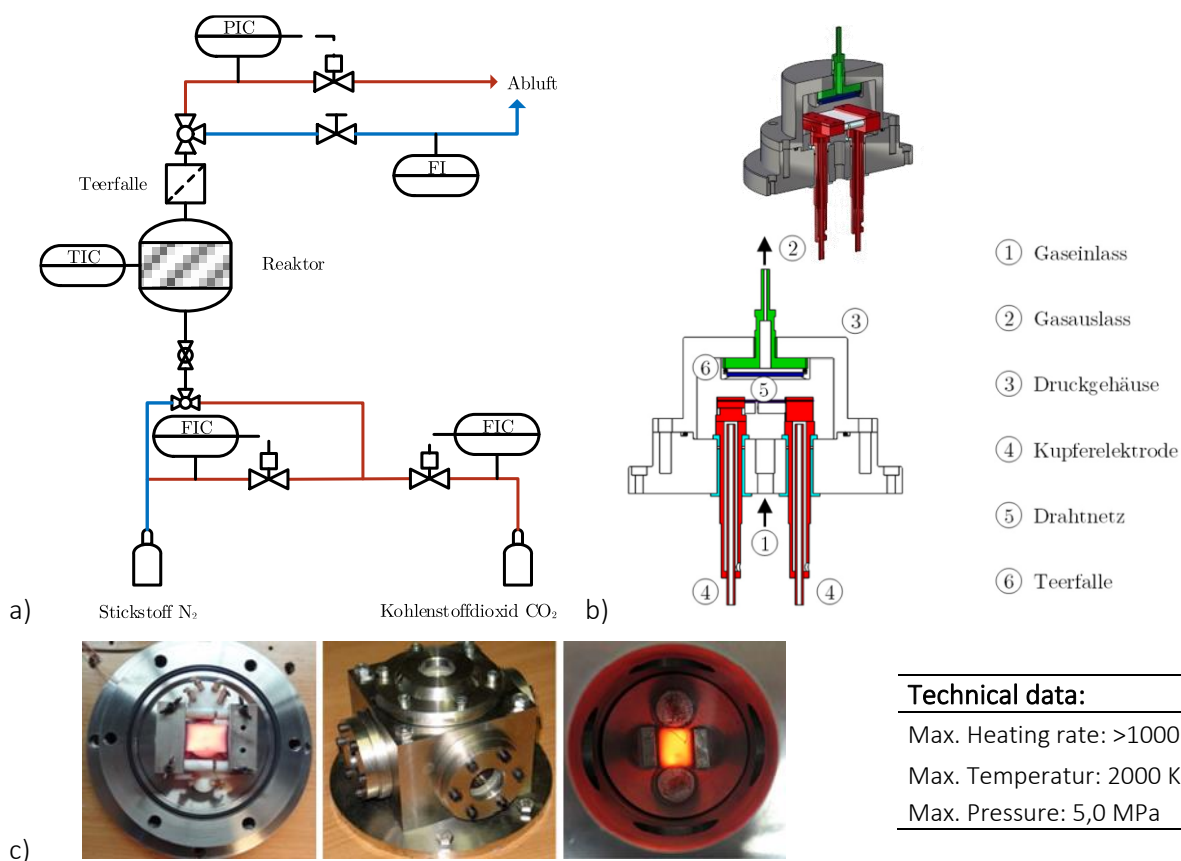 PIC
Abluft
FI
Teerfalle
TIC
Reaktor
FIC
FIC
Stickstoff N₂
Kohlenstoffdioxid CO₂
a)
2
3
6
5
1
4
4
b)
1 Gaseinlass
2 Gasauslass
3 Druckgehäuse
4 Kupferelektrode
5 Drahtnetz
6 Teerfalle
c)
Technical data:
Max. Heating rate: >1000
Max. Temperatur: 2000 K
Max. Pressure: 5,0 MPa